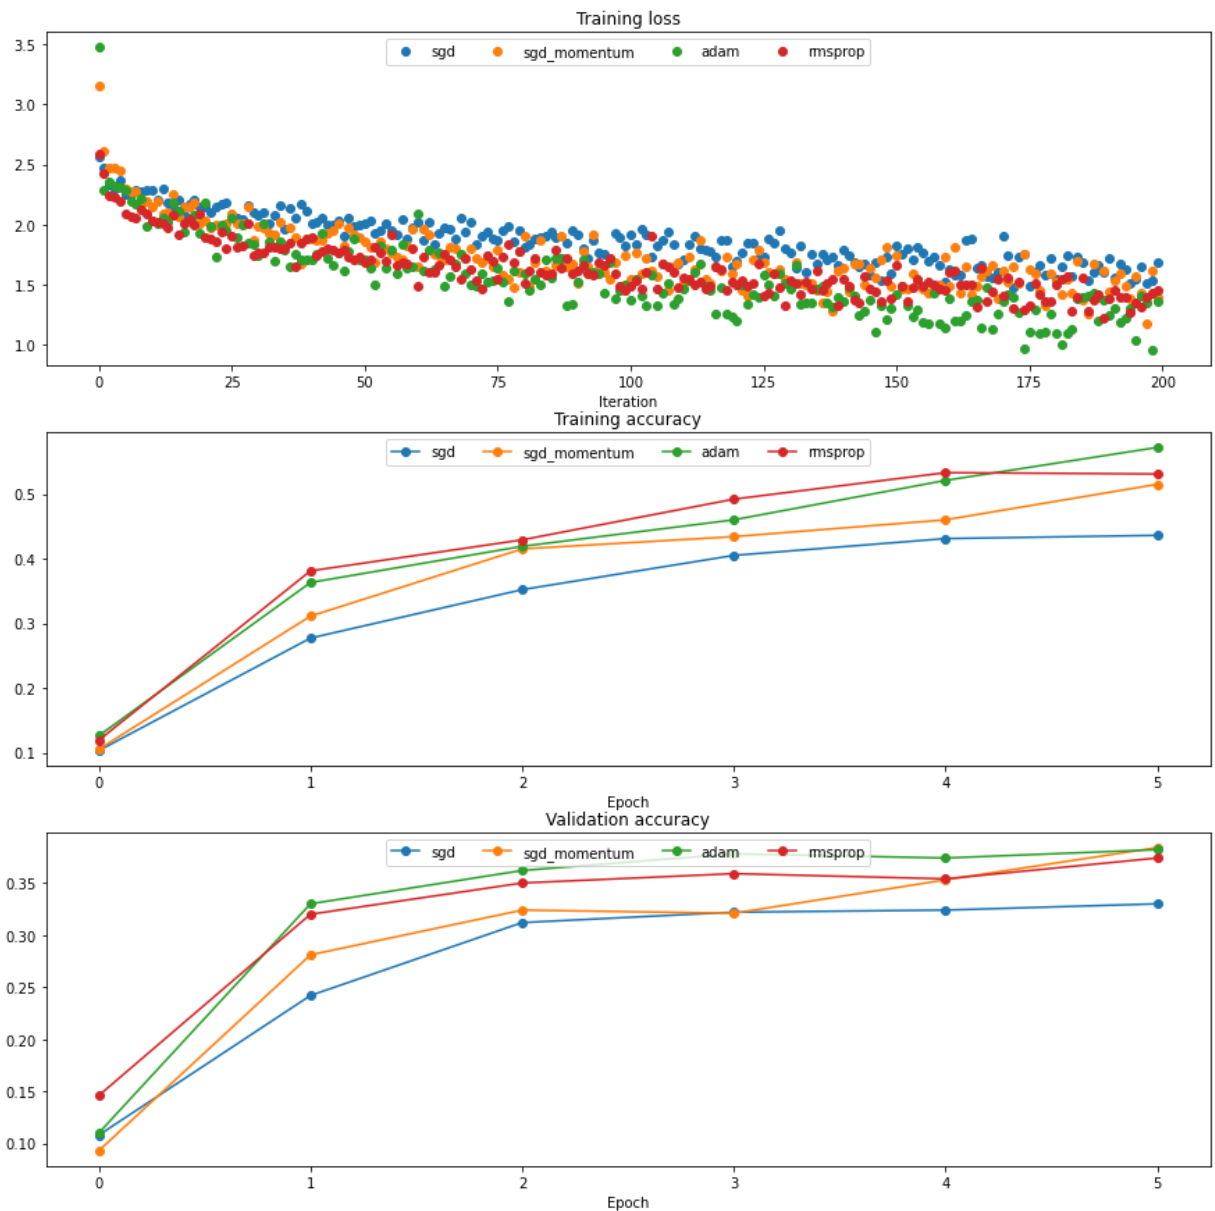 Training loss
3.5
3.0
2.5
2.0
1.5
1.0
sgd sgd_momentum adam rmsprop
0 25 50 75 100 125 150 175 200
Iteration
Training accuracy
0.5
0.4
0.3
0.2
0.1
sgd sgd_momentum adam rmsprop
0 1 2 3 4 5
Epoch
Validation accuracy
0.35
0.30
0.25
0.20
0.15
0.10
sgd sgd_momentum adam rmsprop
0 1 2 3 4 5
Epoch